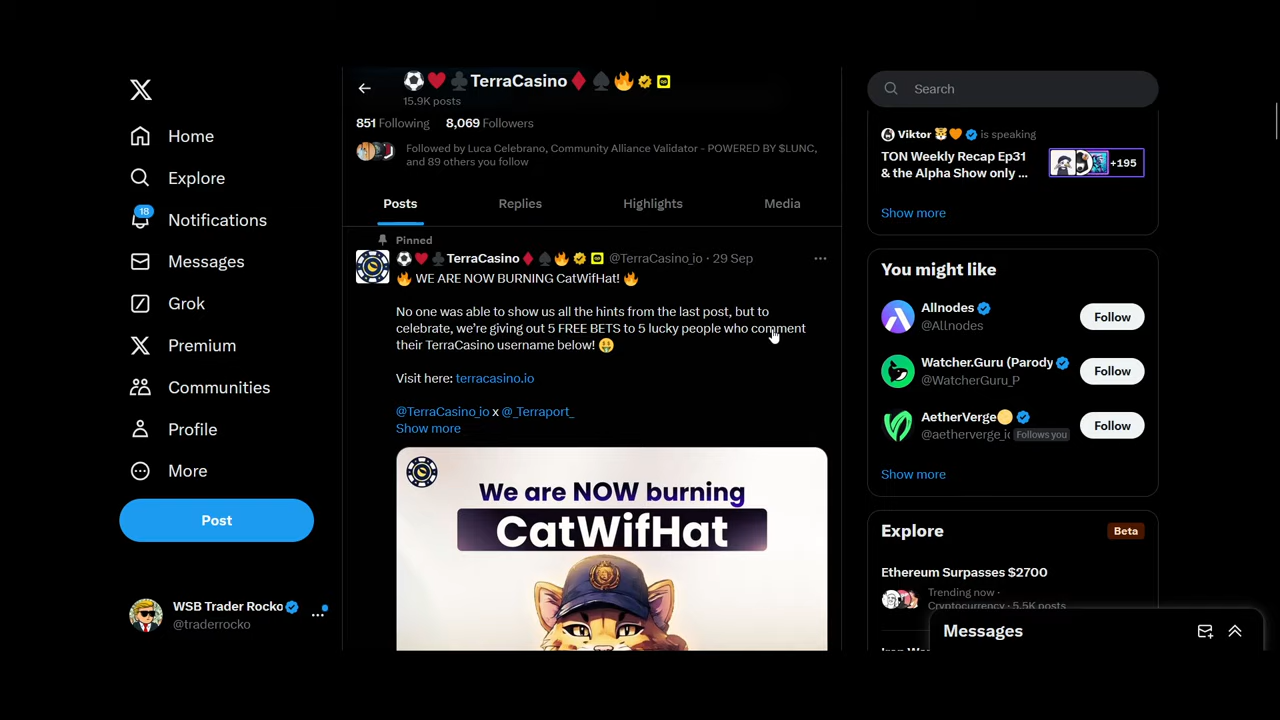 Home
Explore
18
Notifications
Messages
Grok
Premium
Communities
Profile
More
Post
WSB Trader Rocko
@traderrocko
⚽❤️♣️TerraCasino♦️♠️🔥
15.9K posts
851 Following 8,069 Followers
Followed by Luca Celebrano, Community Alliance Validator - POWERED BY $LUNC,
and 89 others you follow
Posts Replies Highlights Media
Pinned
⚽❤️♣️TerraCasino♦️♠️🔥 @TerraCasino_io · 29 Sep
🔥 WE ARE NOW BURNING CatWifHat! 🔥
No one was able to show us all the hints from the last post, but to
celebrate, we're giving out 5 FREE BETS to 5 lucky people who comment
their TerraCasino username below! 🤑
Visit here: terracasino.io
@TerraCasino_io x @_Terraport_
Show more
We are NOW burning
CatWifHat
Search
Viktor 🐯🧡 is speaking
TON Weekly Recap Ep31
& the Alpha Show only ...
+195
Show more
You might like
Allnodes
@Allnodes
Follow
Watcher.Guru (Parody
@WatcherGuru_P
Follow
AetherVerge🟡
@aetherverge_ic Follows you
Follow
Show more
Explore
Beta
Ethereum Surpasses $2700
Trending now ·
Cryptocurrency · 5.5K posts
Messages